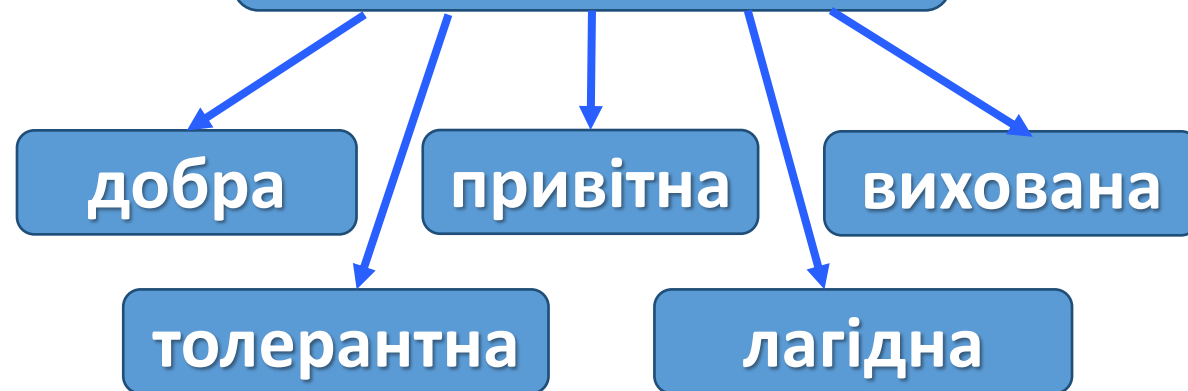 добра
привітна
вихована
толерантна
лагідна